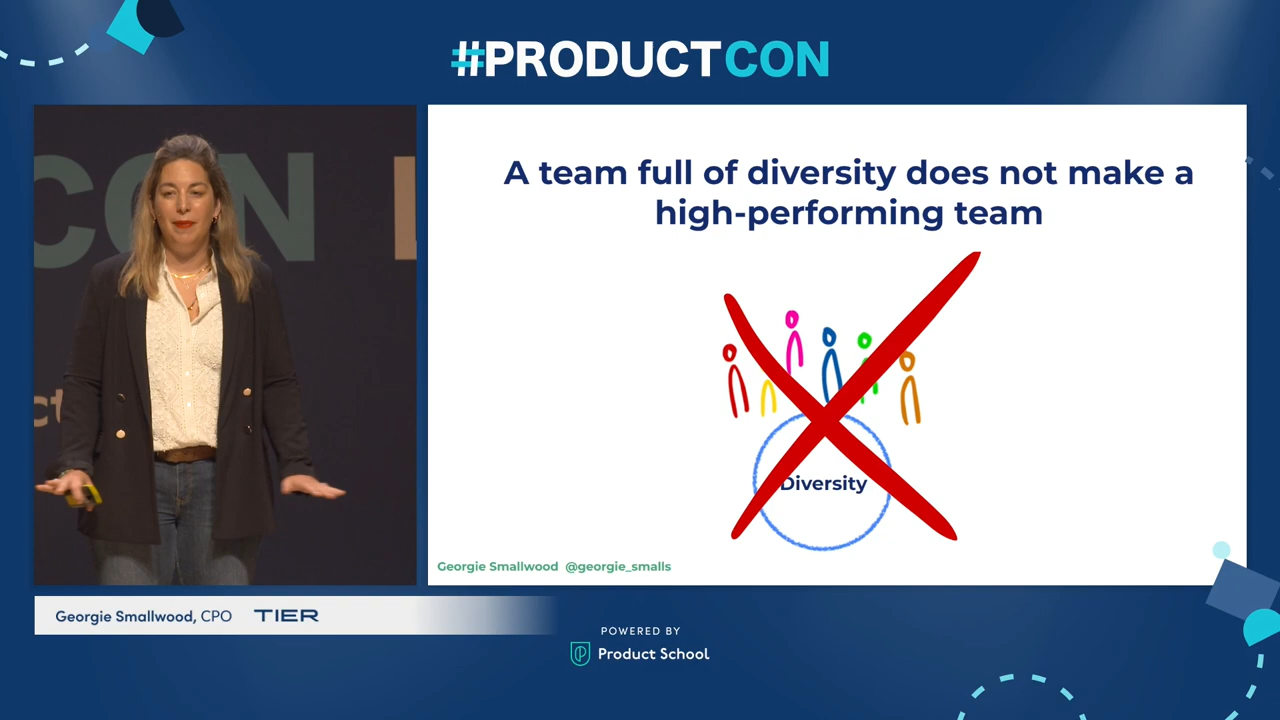 #PRODUCTCON
CON
A team full of diversity does not make a
high-performing team
Diversity
Georgie Smallwood @georgie_smalls
Georgie Smallwood, CPO TIER
POWERED BY
Product School